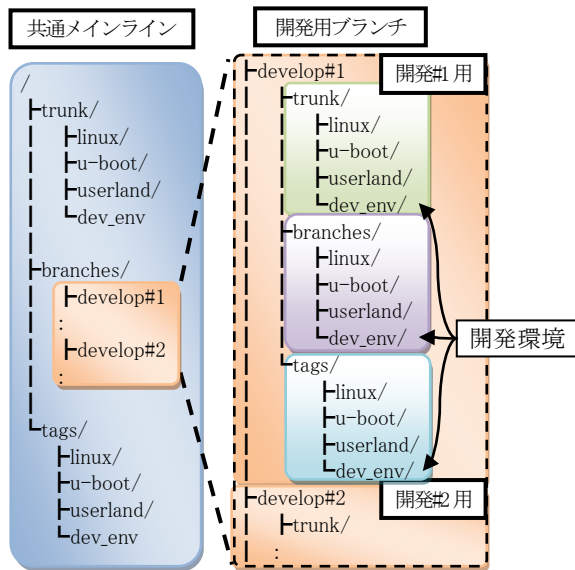 共通メインライン
/
┣trunk/
┣linux/
┣u-boot/
┣userland/
┗dev_env
┣branches/
┣develop#1
:
┣develop#2
:
┗tags/
┣linux/
┣u-boot/
┣userland/
┗dev_env
開発用ブランチ
┣develop#1
開発#1用
┣trunk/
┣linux/
┣u-boot/
┣userland/
┗dev_env/
┣branches/
┣linux/
┣u-boot/
┣userland/
┗dev_env/
開発環境
┗tags/
┣linux/
┣u-boot/
┣userland/
┗dev_env/
┣develop#2
開発#2用
┣trunk/
: